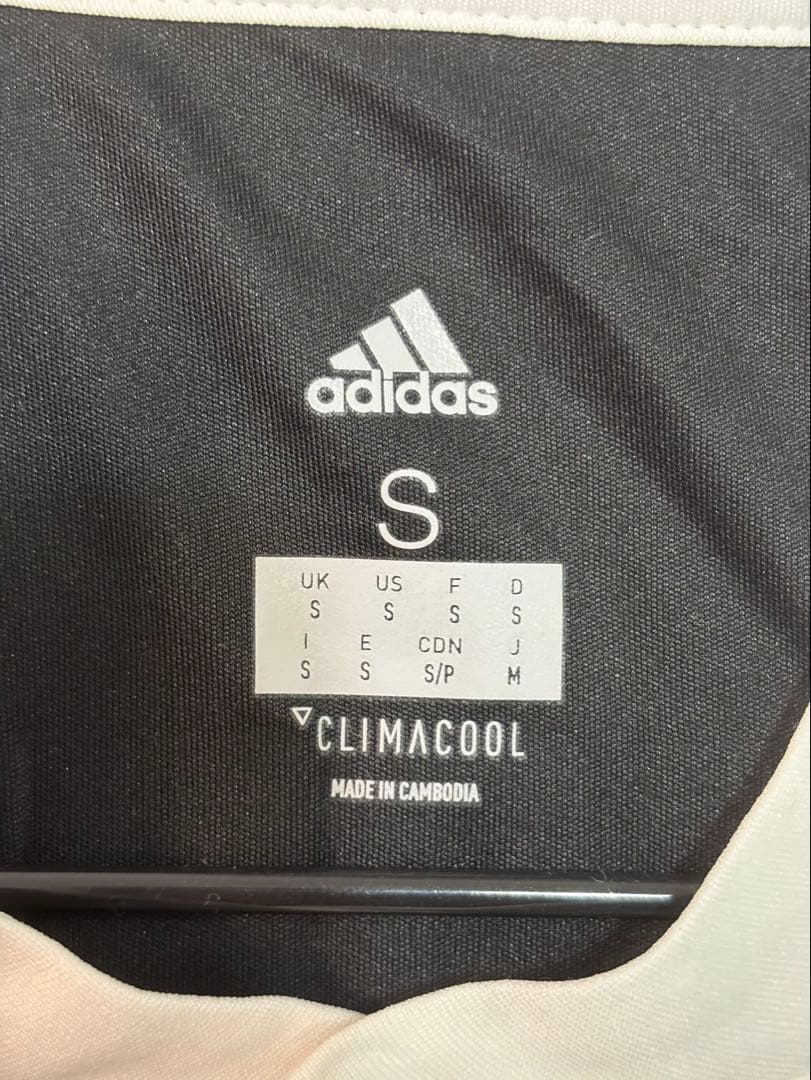 adidas
S
UK US F D
S S S S
I E CDN J
S S S/P M
CLIMACOOL
MADE IN CAMBODIA